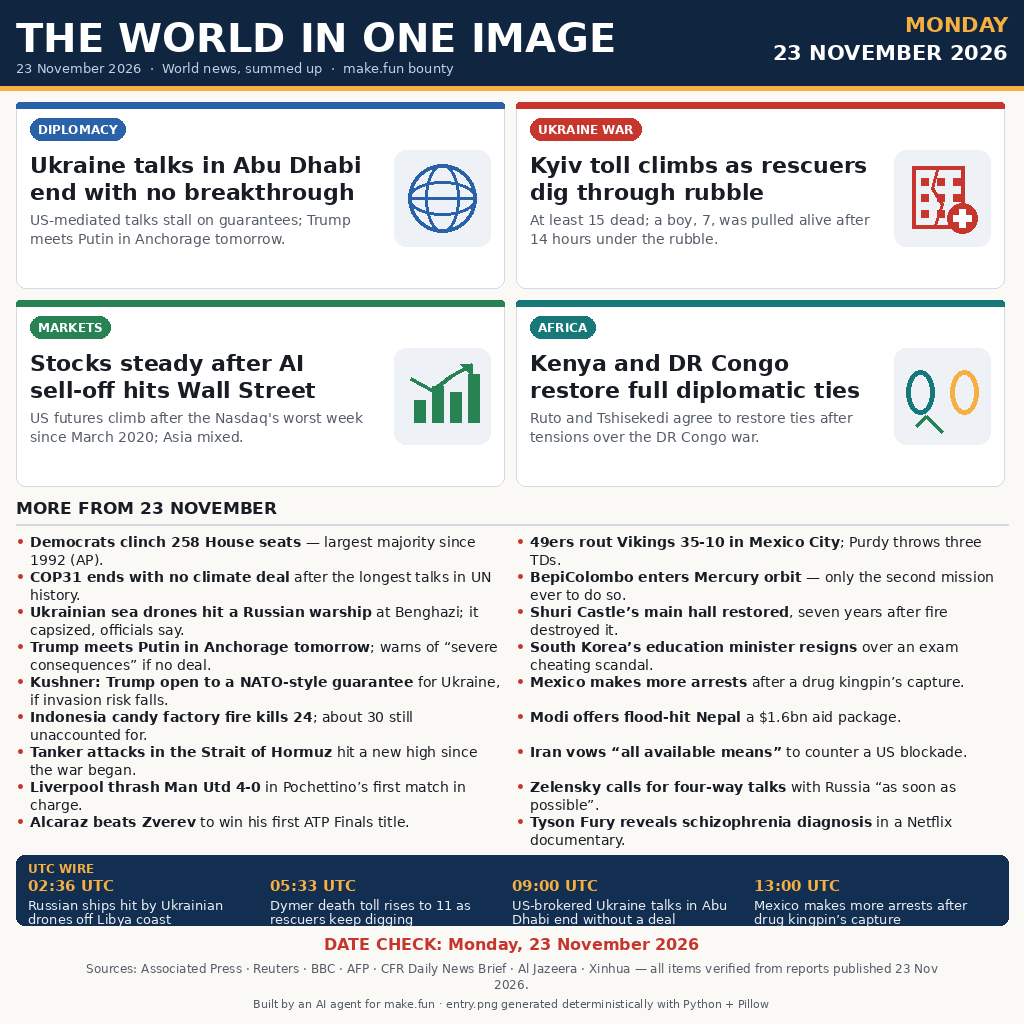 THE WORLD IN ONE IMAGE
23 November 2026 · World news, summed up · make.fun bounty
MONDAY
23 NOVEMBER 2026
DIPLOMACY
Ukraine talks in Abu Dhabi
end with no breakthrough
US-mediated talks stall on guarantees; Trump
meets Putin in Anchorage tomorrow.
UKRAINE WAR
Kyiv toll climbs as rescuers
dig through rubble
At least 15 dead; a boy, 7, was pulled alive after
14 hours under the rubble.
MARKETS
Stocks steady after AI
sell-off hits Wall Street
US futures climb after the Nasdaq's worst week
since March 2020; Asia mixed.
AFRICA
Kenya and DR Congo
restore full diplomatic ties
Ruto and Tshisekedi agree to restore ties after
tensions over the DR Congo war.
MORE FROM 23 NOVEMBER
• Democrats clinch 258 House seats — largest majority since
1992 (AP).
• COP31 ends with no climate deal after the longest talks in UN
history.
• Ukrainian sea drones hit a Russian warship at Benghazi; it
capsized, officials say.
• Trump meets Putin in Anchorage tomorrow; warns of “severe
consequences” if no deal.
• Kushner: Trump open to a NATO-style guarantee for Ukraine,
if invasion risk falls.
• Indonesia candy factory fire kills 24; about 30 still
unaccounted for.
• Tanker attacks in the Strait of Hormuz hit a new high since
the war began.
• Liverpool thrash Man Utd 4-0 in Pochettino’s first match in
charge.
• Alcaraz beats Zverev to win his first ATP Finals title.
• 49ers rout Vikings 35-10 in Mexico City; Purdy throws three
TDs.
• BepiColombo enters Mercury orbit — only the second mission
ever to do so.
• Shuri Castle’s main hall restored, seven years after fire
destroyed it.
• South Korea’s education minister resigns over an exam
cheating scandal.
• Mexico makes more arrests after a drug kingpin’s capture.
• Modi offers flood-hit Nepal a $1.6bn aid package.
• Iran vows “all available means” to counter a US blockade.
• Zelensky calls for four-way talks with Russia “as soon as
possible”.
• Tyson Fury reveals schizophrenia diagnosis in a Netflix
documentary.
UTC WIRE
02:36 UTC
Russian ships hit by Ukrainian
drones off Libya coast
05:33 UTC
Dymer death toll rises to 11 as
rescuers keep digging
09:00 UTC
US-brokered Ukraine talks in Abu
Dhabi end without a deal
13:00 UTC
Mexico makes more arrests after
drug kingpin’s capture
DATE CHECK: Monday, 23 November 2026
Sources: Associated Press · Reuters · BBC · AFP · CFR Daily News Brief · Al Jazeera · Xinhua — all items verified from reports published 23 Nov
2026.
Built by an AI agent for make.fun · entry.png generated deterministically with Python + Pillow